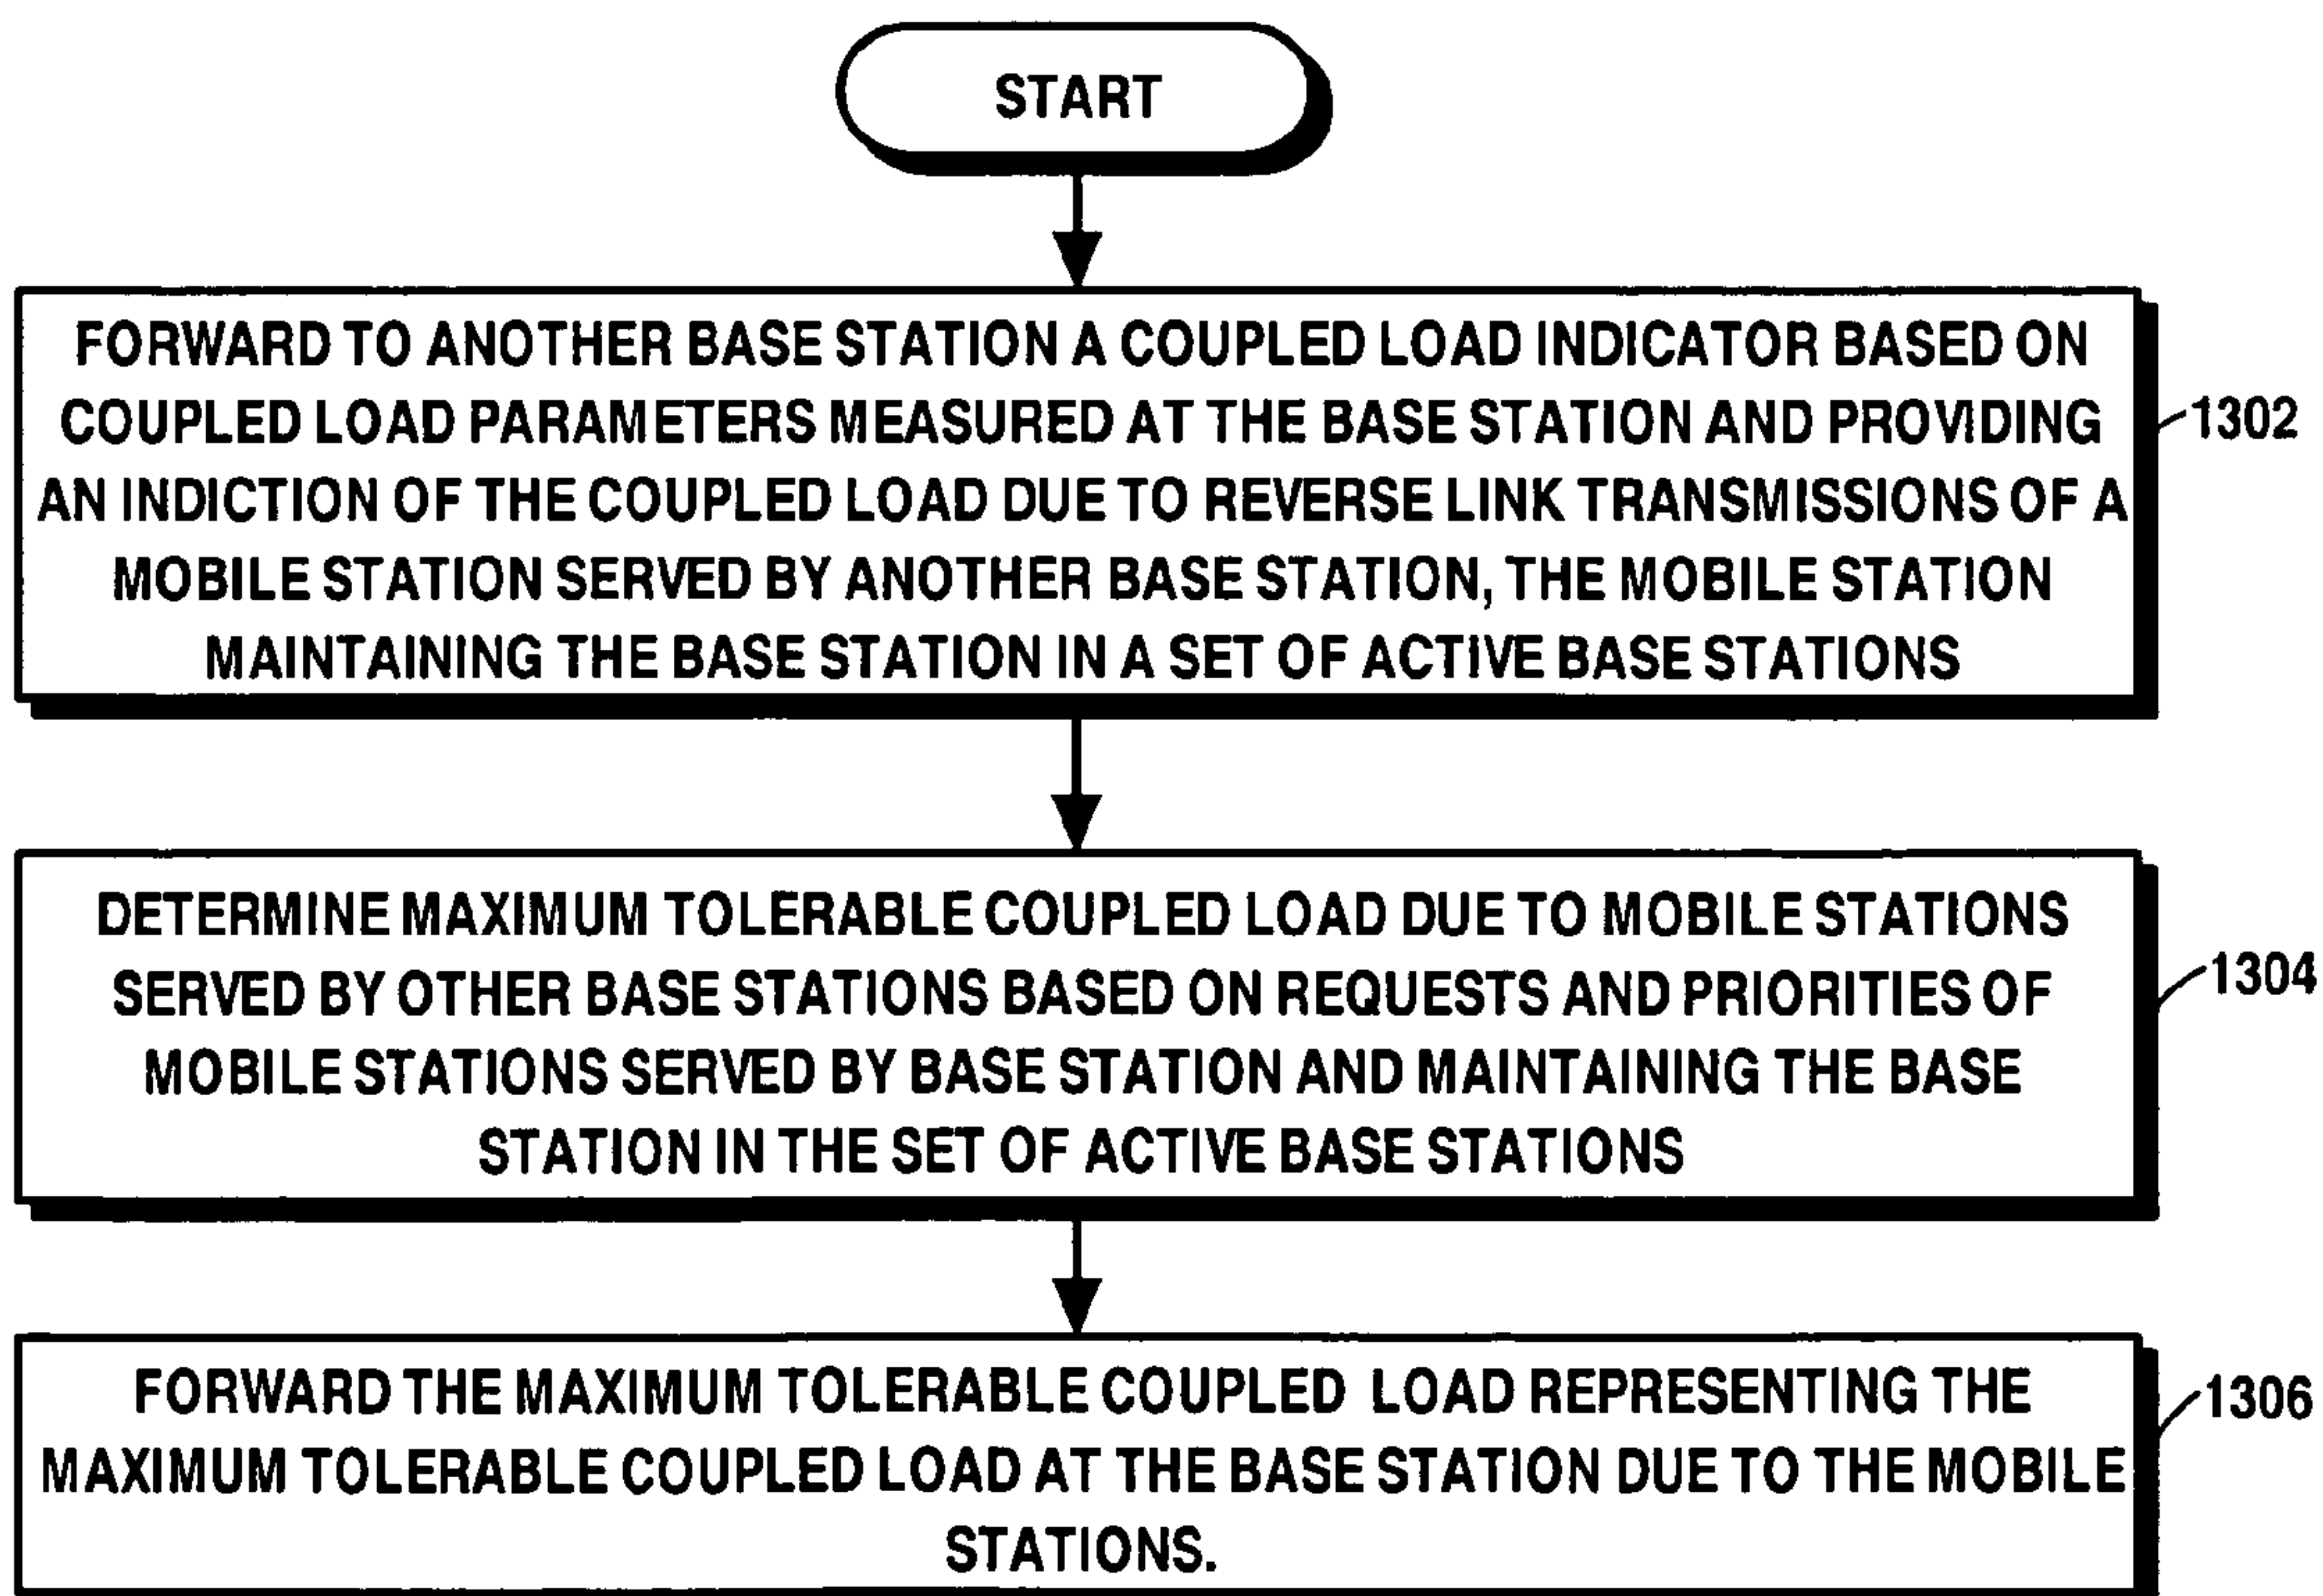 START
FORWARD TO ANOTHER BASE STATION A COUPLED LOAD INDICATOR BASED ON
COUPLED LOAD PARAMETERS MEASURED AT THE BASE STATION AND PROVIDING
AN INDICTION OF THE COUPLED LOAD DUE TO REVERSE LINK TRANSMISSIONS OF A
MOBILE STATION SERVED BY ANOTHER BASE STATION, THE MOBILE STATION
MAINTAINING THE BASE STATION IN A SET OF ACTIVE BASE STATIONS
1302
DETERMINE MAXIMUM TOLERABLE COUPLED LOAD DUE TO MOBILE STATIONS
SERVED BY OTHER BASE STATIONS BASED ON REQUESTS AND PRIORITIES OF
MOBILE STATIONS SERVED BY BASE STATION AND MAINTAINING THE BASE
STATION IN THE SET OF ACTIVE BASE STATIONS
1304
FORWARD THE MAXIMUM TOLERABLE COUPLED LOAD REPRESENTING THE
MAXIMUM TOLERABLE COUPLED LOAD AT THE BASE STATION DUE TO THE MOBILE
STATIONS.
1306